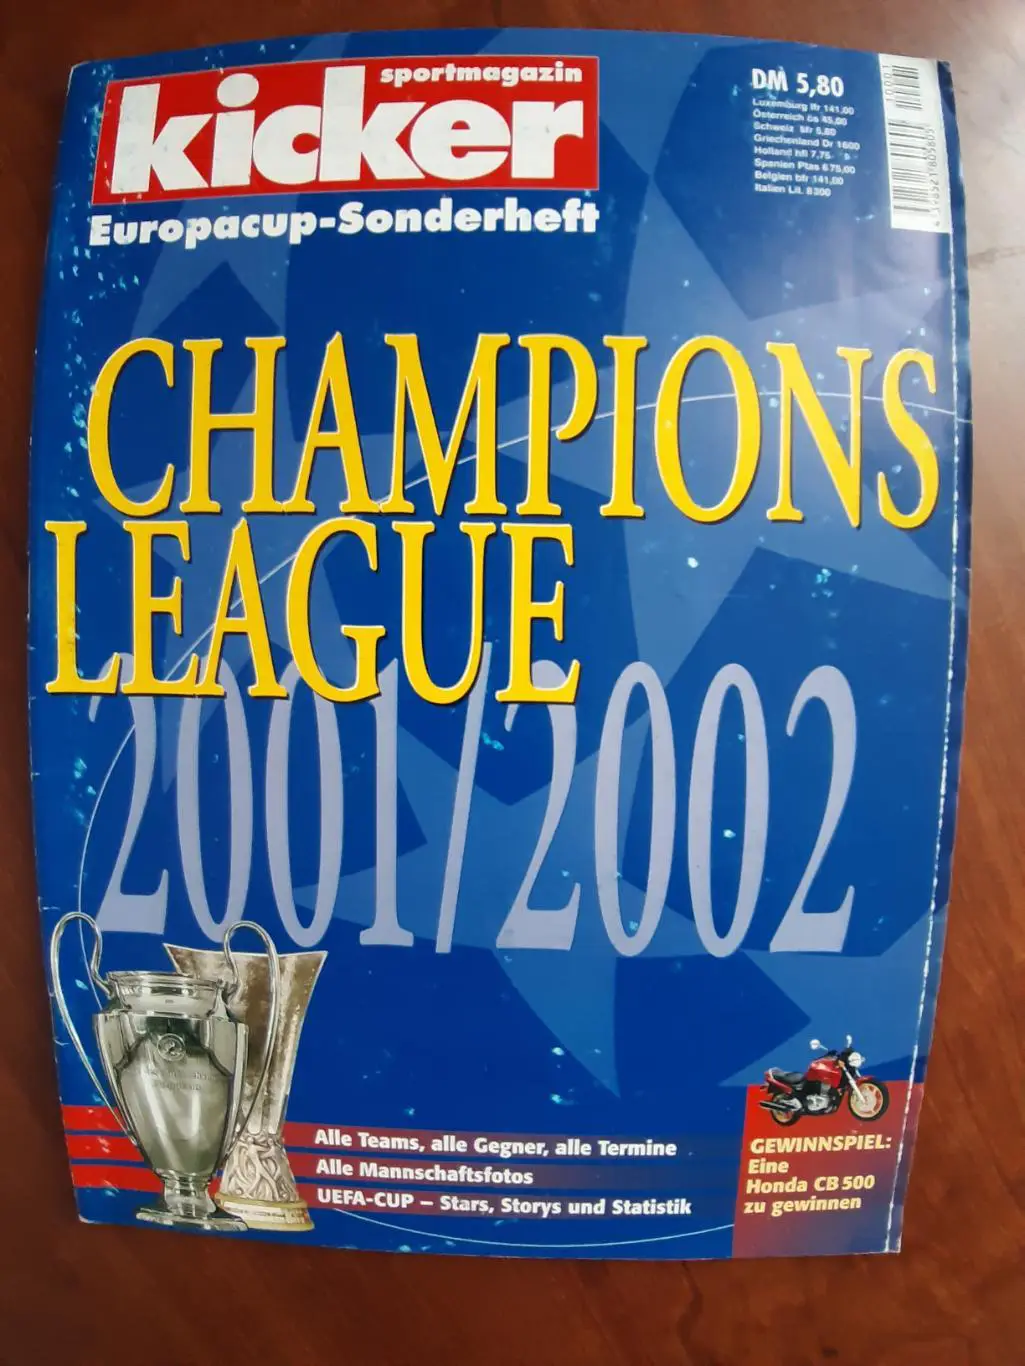 sportmagazin
kicker
Europacup-Sonderheft
DM 5,80
Luxemburg lfr 141,00
Österreich ös 45,00
Schweiz sfr 5,80
Griechenland Dr 1600
Holland hfl 7,75
Spanien Ptas 675,00
Belgien bfr 141,00
Italien Lit. 8300
CHAMPIONS
LEAGUE
2001/2002
Alle Teams, alle Gegner, alle Termine
Alle Mannschaftsfotos
UEFA-CUP – Stars, Storys und Statistik
GEWINNSPIEL:
Eine
Honda CB 500
zu gewinnen